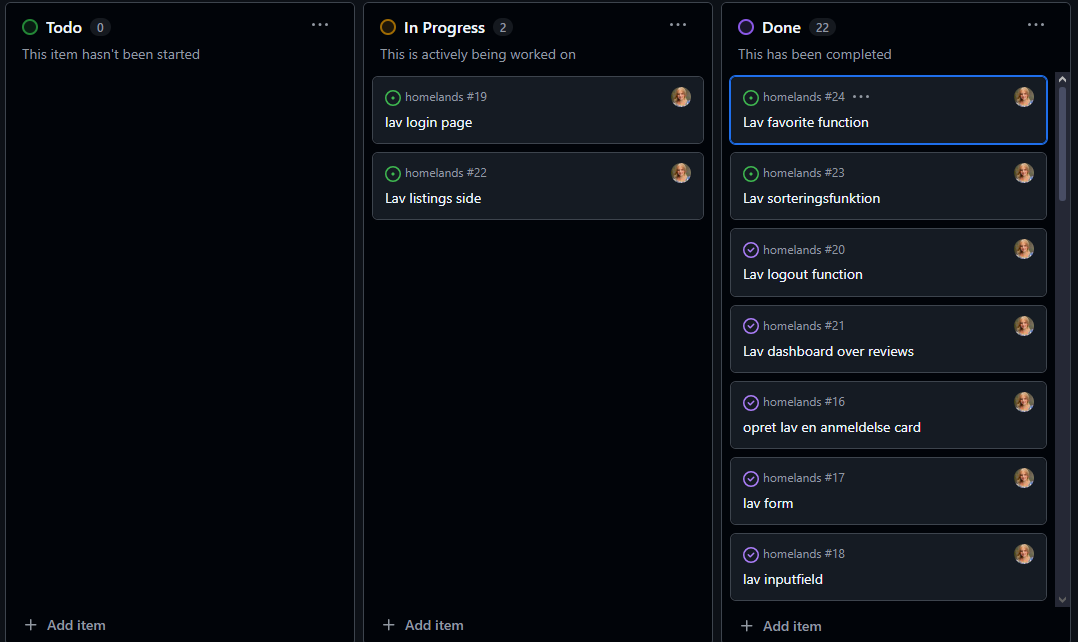 Todo 0
This item hasn't been started
Add item
In Progress 2
This is actively being worked on
homelands #19
lav login page
homelands #22
Lav listings side
Add item
Done 22
This has been completed
homelands #24
Lav favorite function
homelands #23
Lav sorteringsfunktion
homelands #20
Lav logout function
homelands #21
Lav dashboard over reviews
homelands #16
opret lav en anmeldelse card
homelands #17
lav form
homelands #18
lav inputfield
Add item